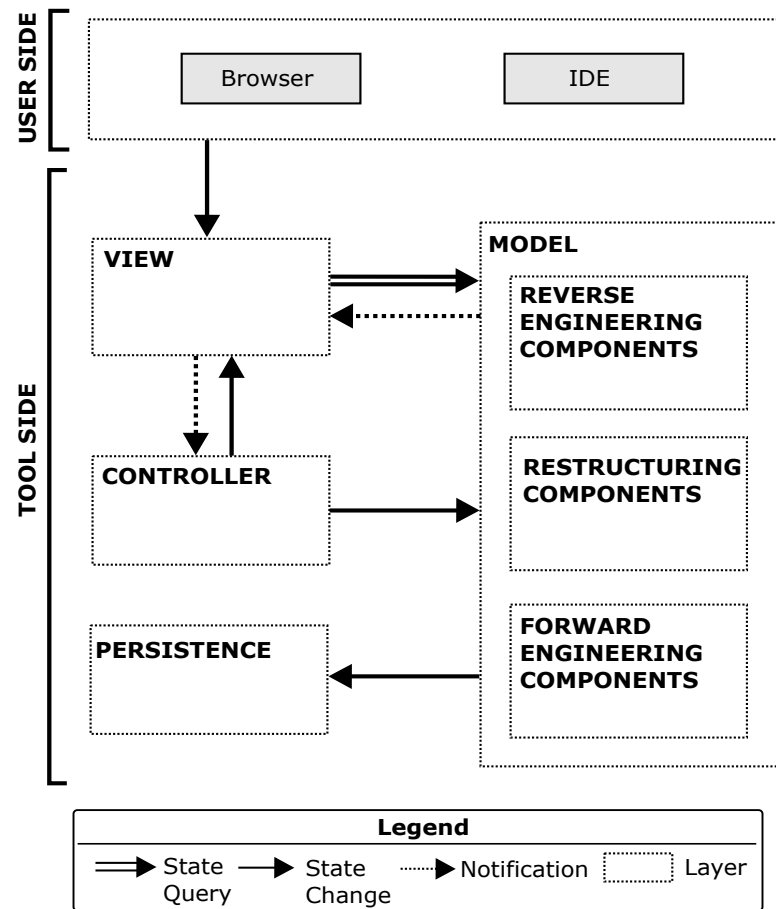 USER SIDE
Browser
IDE
TOOL SIDE
VIEW
MODEL
REVERSE
ENGINEERING
COMPONENTS
CONTROLLER
RESTRUCTURING
COMPONENTS
PERSISTENCE
FORWARD
ENGINEERING
COMPONENTS
Legend
State
Query
State
Change
Notification
Layer